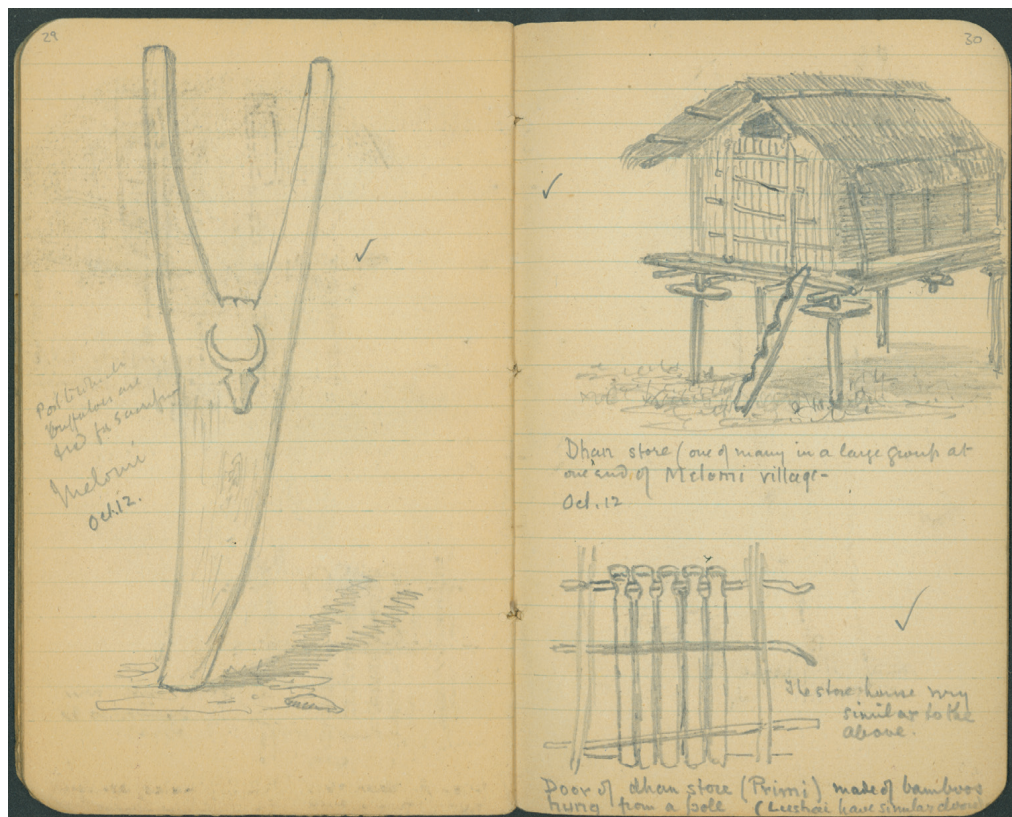 29
Post to which
buffaloes are
tied for sacrifice
Melomi
Oct.12.
30
Dhan store (one of many in a large group at
one end of Melomi village-
Oct. 12
store house very
similar to the
above.
Door of dhan store (Primi) made of bamboos
hung from a pole (Lushai have similar doors)